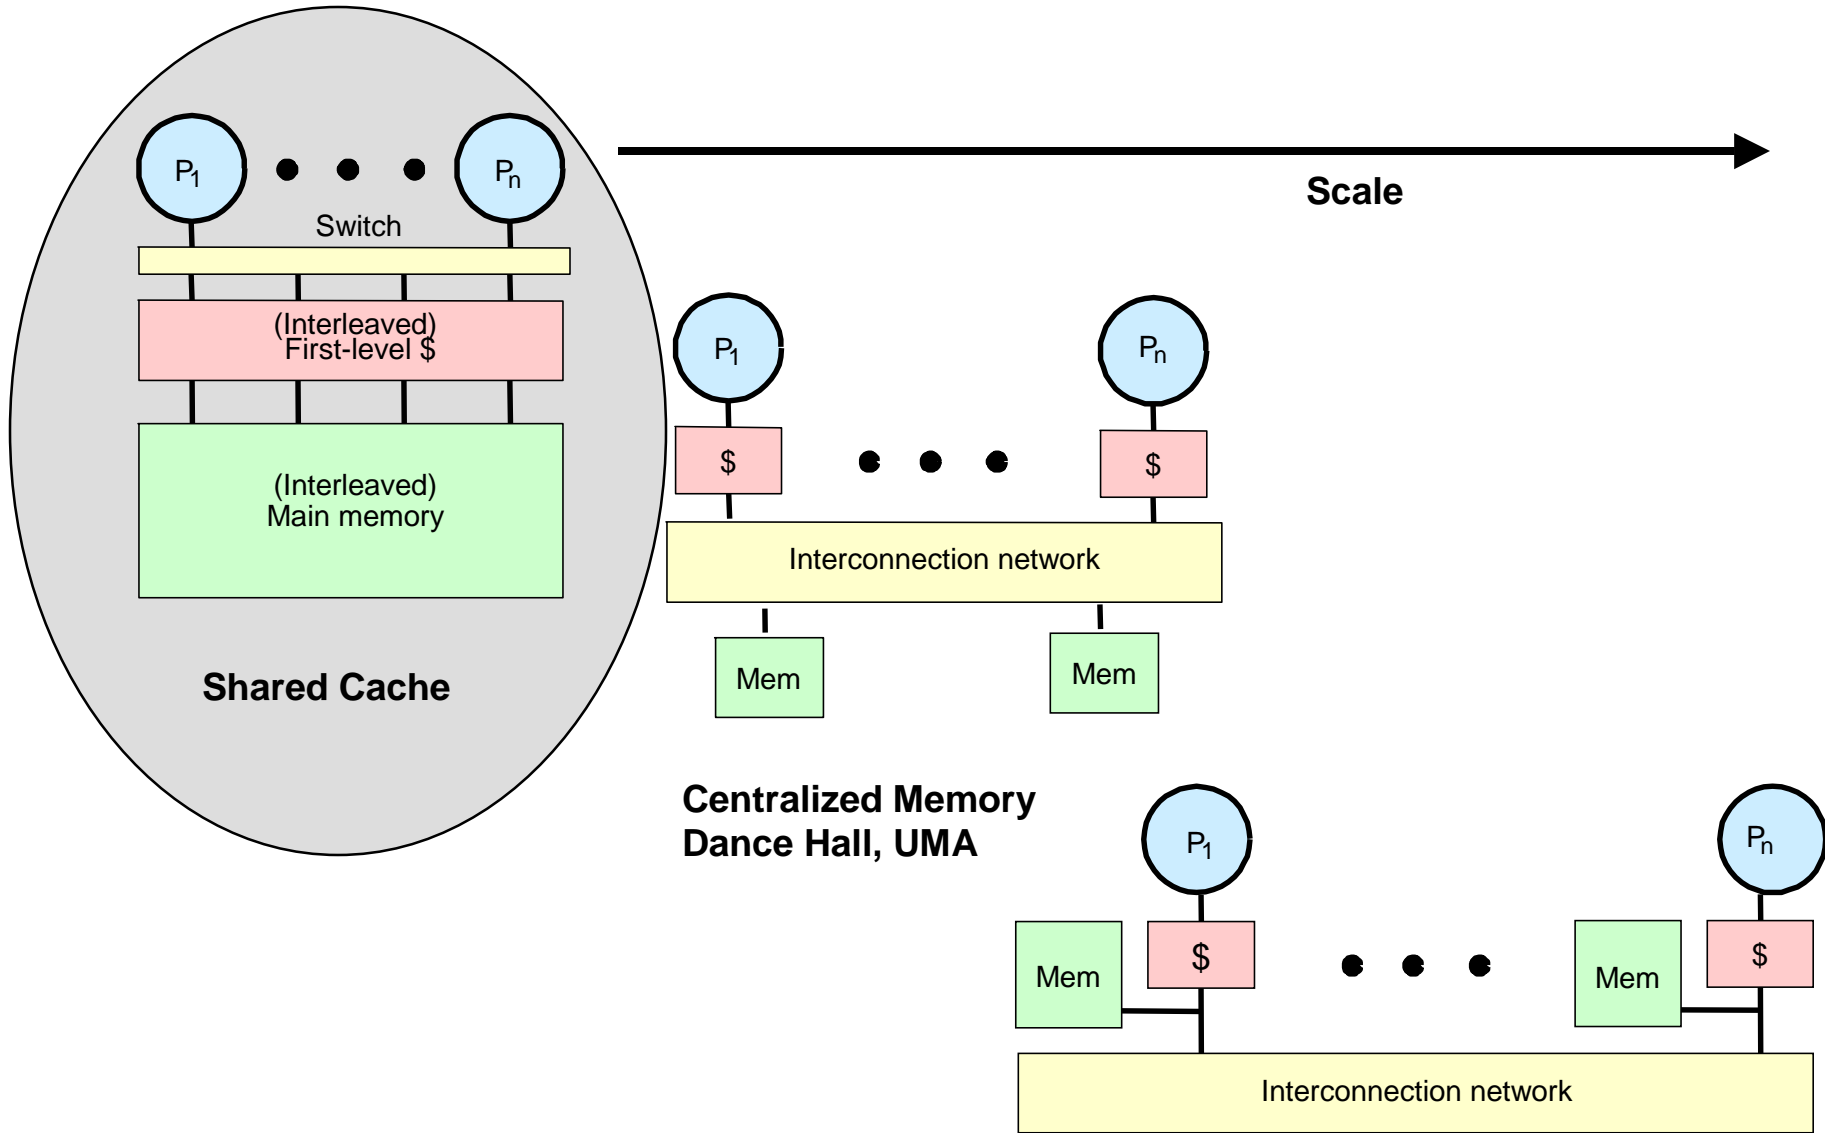 P1
Pn
Switch
(Interleaved)
First-level $
(Interleaved)
Main memory
Shared Cache
Scale
P1
Pn
$
$
Interconnection network
Mem
Mem
Centralized Memory
Dance Hall, UMA
P1
Pn
Mem
$
Mem
$
Interconnection network